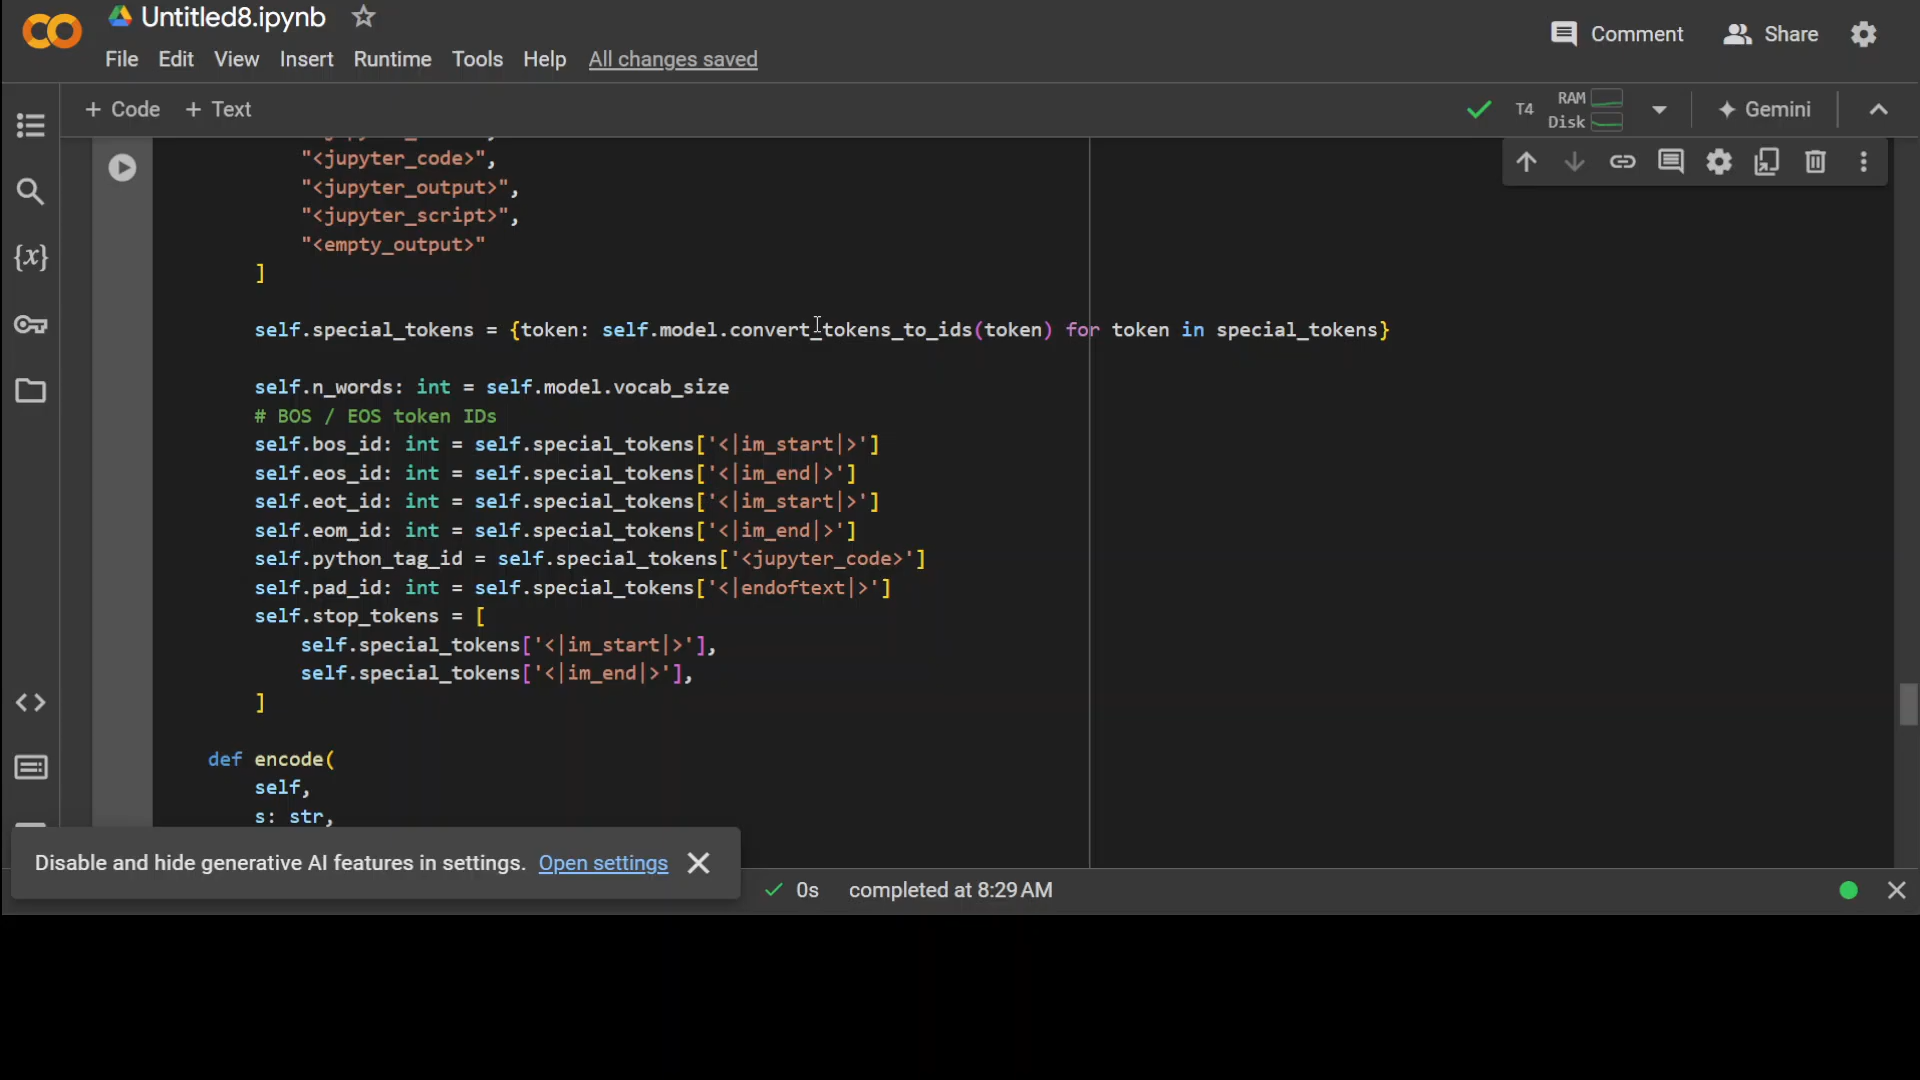 Untitled8.ipynb
Comment
Share
File Edit View Insert Runtime Tools Help All changes saved
+ Code + Text
T4
RAM
Disk
Gemini
"<jupyter_code>",
"<jupyter_output>",
"<jupyter_script>",
"<empty_output>"
]
self.special_tokens = {token: self.model.convert_tokens_to_ids(token) for token in special_tokens}
self.n_words: int = self.model.vocab_size
# BOS / EOS token IDs
self.bos_id: int = self.special_tokens['<|im_start|>']
self.eos_id: int = self.special_tokens['<|im_end|>']
self.eot_id: int = self.special_tokens['<|im_start|>']
self.eom_id: int = self.special_tokens['<|im_end|>']
self.python_tag_id = self.special_tokens['<jupyter_code>']
self.pad_id: int = self.special_tokens['<|endoftext|>']
self.stop_tokens = [
self.special_tokens['<|im_start|>'],
self.special_tokens['<|im_end|>'],
]
def encode(
self,
s: str,
Disable and hide generative AI features in settings. Open settings
0s completed at 8:29 AM